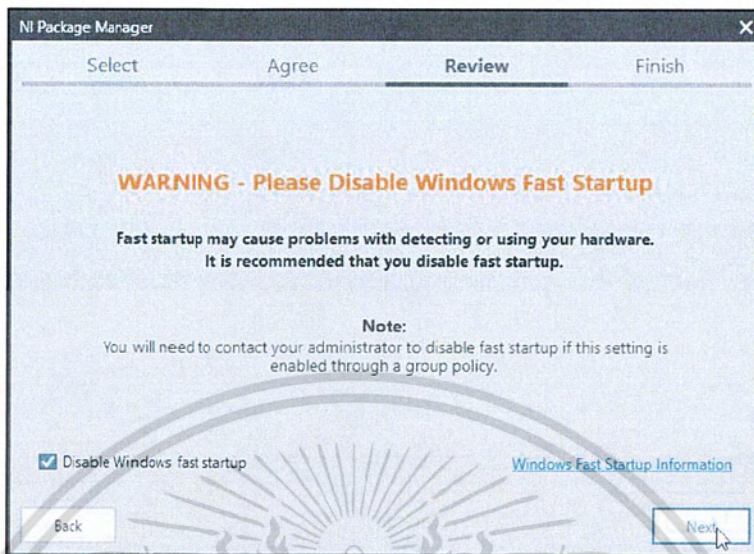 NI Package Manager
Select Agree Review Finish
WARNING - Please Disable Windows Fast Startup
Fast startup may cause problems with detecting or using your hardware.
It is recommended that you disable fast startup.
Note:
You will need to contact your administrator to disable fast startup if this setting is
enabled through a group policy.
Disable Windows fast startup
Windows Fast Startup Information
Back
Next